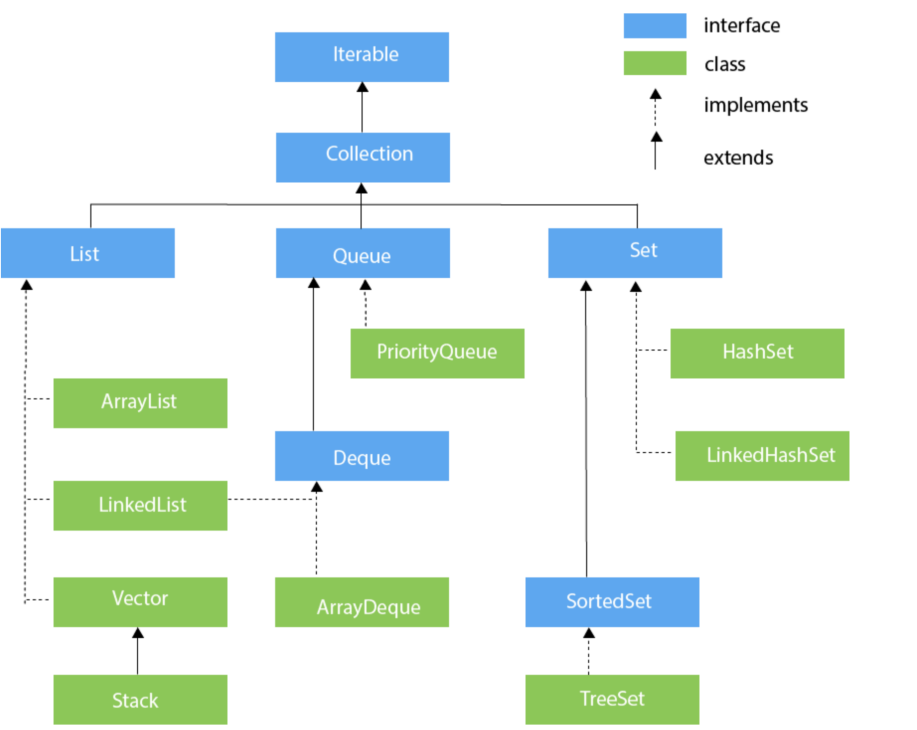 interface
class
implements
extends
Iterable
Collection
List
Queue
Set
PriorityQueue
HashSet
ArrayList
Deque
LinkedHashSet
LinkedList
Vector
ArrayDeque
SortedSet
Stack
TreeSet